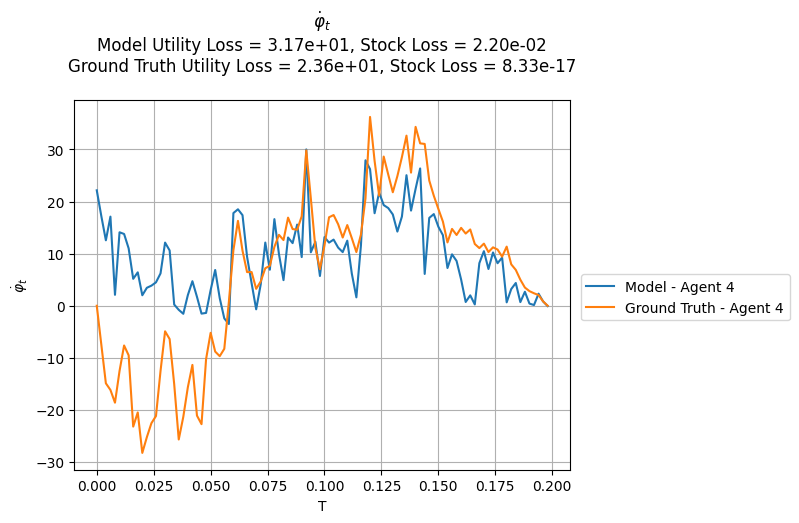 φ̇ₜ
Model Utility Loss = 3.17e+01, Stock Loss = 2.20e-02
Ground Truth Utility Loss = 2.36e+01, Stock Loss = 8.33e-17
φ̇ₜ
30
20
10
0
−10
−20
−30
0.000 0.025 0.050 0.075 0.100 0.125 0.150 0.175 0.200
T
Model - Agent 4
Ground Truth - Agent 4